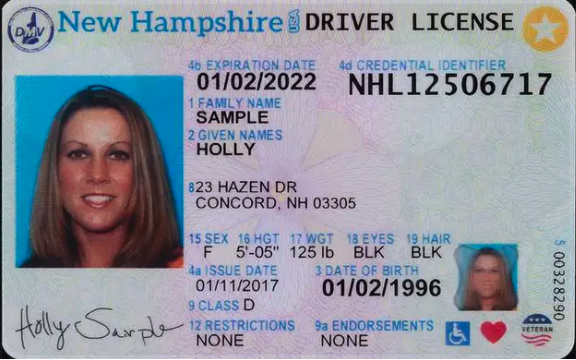 DMV New Hampshire USA DRIVER LICENSE
4b EXPIRATION DATE 4d CREDENTIAL IDENTIFIER
01/02/2022 NHL12506717
1 FAMILY NAME
SAMPLE
2 GIVEN NAMES
HOLLY
8 23 HAZEN DR
CONCORD, NH 03305
15 SEX 16 HGT 17 WGT 18 EYES 19 HAIR
F 5'-05" 125 lb BLK BLK
4a ISSUE DATE 3 DATE OF BIRTH
01/11/2017 01/02/1996
9 CLASS D
12 RESTRICTIONS 9a ENDORSEMENTS
NONE NONE
Holly Sample
VETERAN
5 00328290